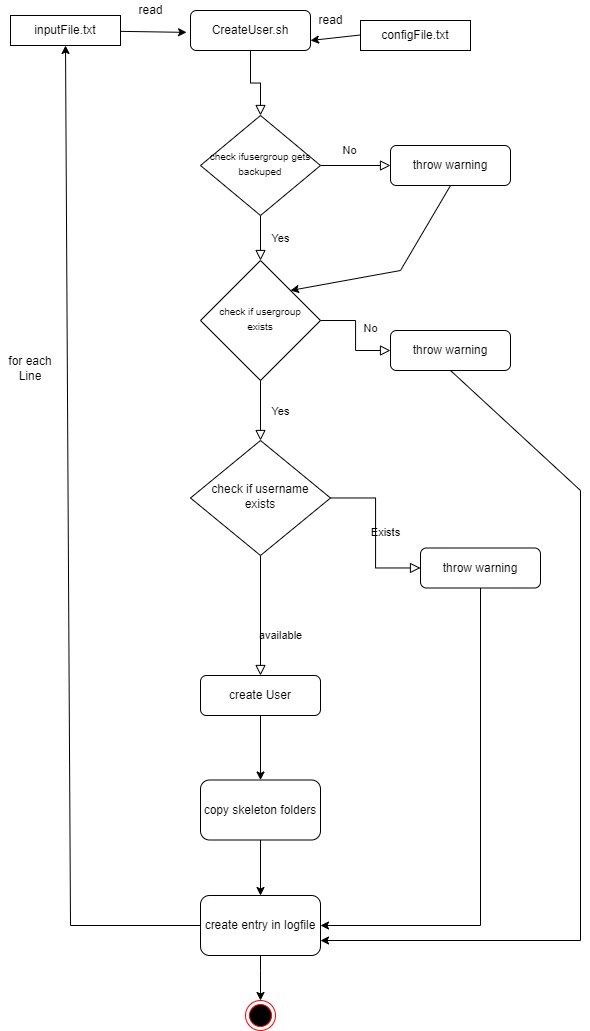 read
inputFile.txt
CreateUser.sh
read
configFile.txt
check ifusergroup gets
backuped
No
throw warning
Yes
check if usergroup
exists
No
throw warning
for each
Line
Yes
check if username
exists
Exists
throw warning
available
create User
copy skeleton folders
create entry in logfile